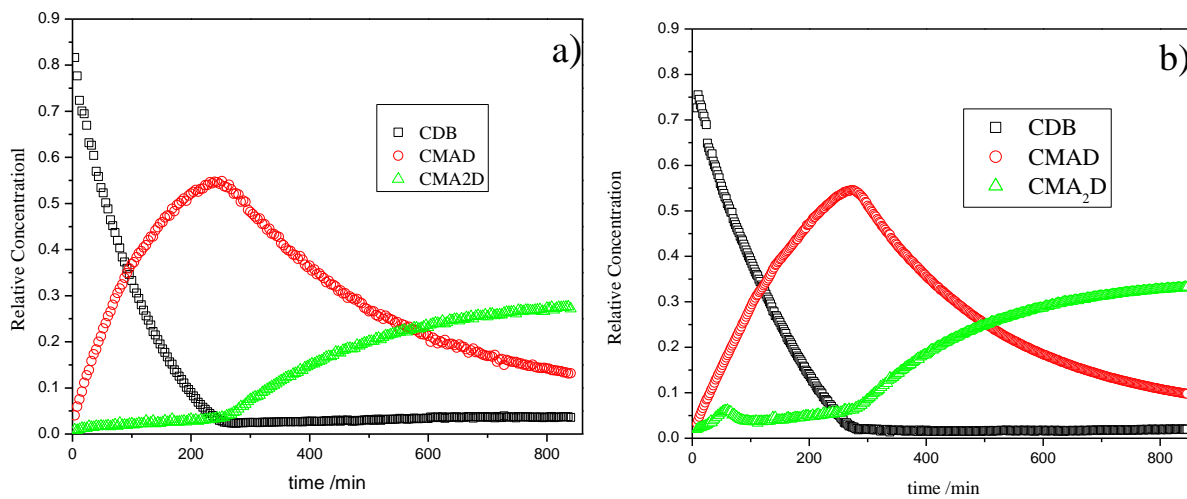 a)
0.9
0.8
0.7
0.6
0.5
0.4
0.3
0.2
0.1
0.0
Relative Concentrationl
CDB
CMAD
CMA2D
0 200 400 600 800
time /min
b)
0.9
0.8
0.7
0.6
0.5
0.4
0.3
0.2
0.1
0.0
Relative Concentration
CDB
CMAD
CMA₂D
0 200 400 600 800
time /min